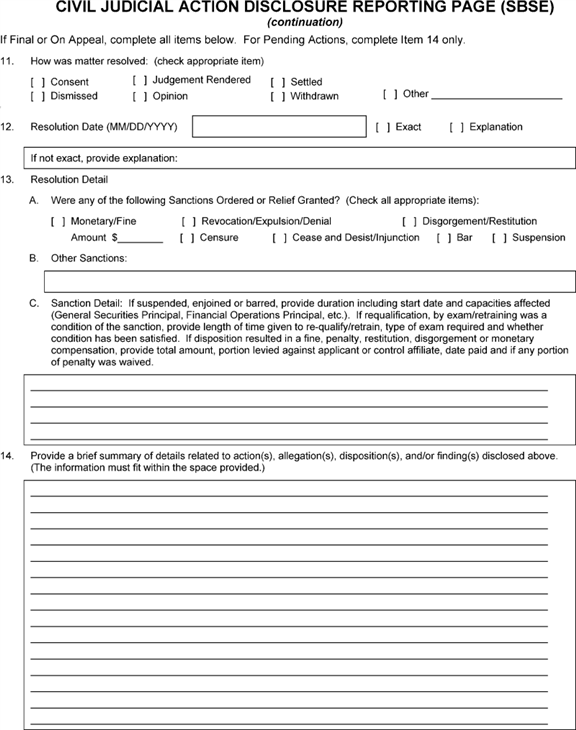 CIVIL JUDICIAL ACTION DISCLOSURE REPORTING PAGE (SBSE)
(continuation)
If Final or On Appeal, complete all items below. For Pending Actions, complete Item 14 only.
11. How was matter resolved: (check appropriate item)
[ ] Consent [ ] Judgement Rendered [ ] Settled
[ ] Dismissed [ ] Opinion [ ] Withdrawn [ ] Other
12. Resolution Date (MM/DD/YYYY) [ ] Exact [ ] Explanation
If not exact, provide explanation:
13. Resolution Detail
A. Were any of the following Sanctions Ordered or Relief Granted? (Check all appropriate items):
[ ] Monetary/Fine [ ] Revocation/Expulsion/Denial [ ] Disgorgement/Restitution
Amount $ [ ] Censure [ ] Cease and Desist/Injunction [ ] Bar [ ] Suspension
B. Other Sanctions:
C. Sanction Detail: If suspended, enjoined or barred, provide duration including start date and capacities affected
(General Securities Principal, Financial Operations Principal, etc.). If requalification, by exam/retraining was a
condition of the sanction, provide length of time given to re-qualify/retrain, type of exam required and whether
condition has been satisfied. If disposition resulted in a fine, penalty, restitution, disgorgement or monetary
compensation, provide total amount, portion levied against applicant or control affiliate, date paid and if any portion
of penalty was waived.
14. Provide a brief summary of details related to action(s), allegation(s), disposition(s), and/or finding(s) disclosed above.
(The information must fit within the space provided.)